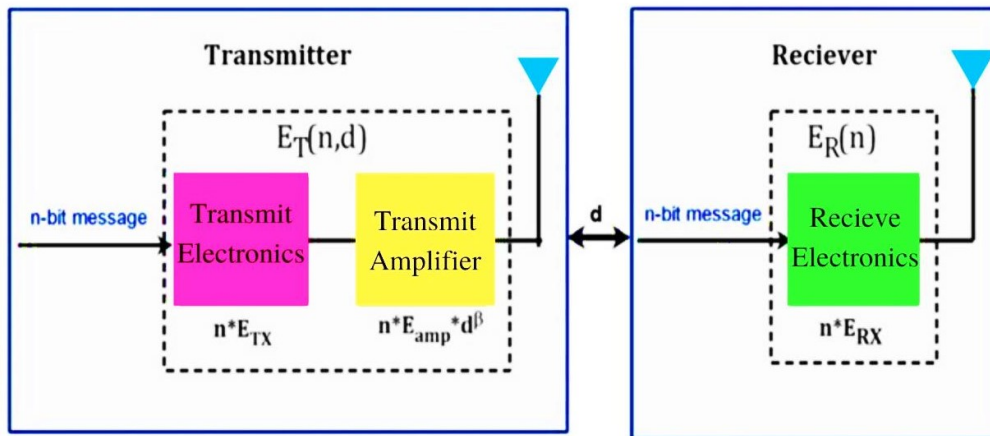 Transmitter
E_T(n,d)
n-bit message
Transmit
Electronics
Transmit
Amplifier
n*E_TX
n*E_amp*d^β
d
Reciever
E_R(n)
n-bit message
Recieve
Electronics
n*E_RX